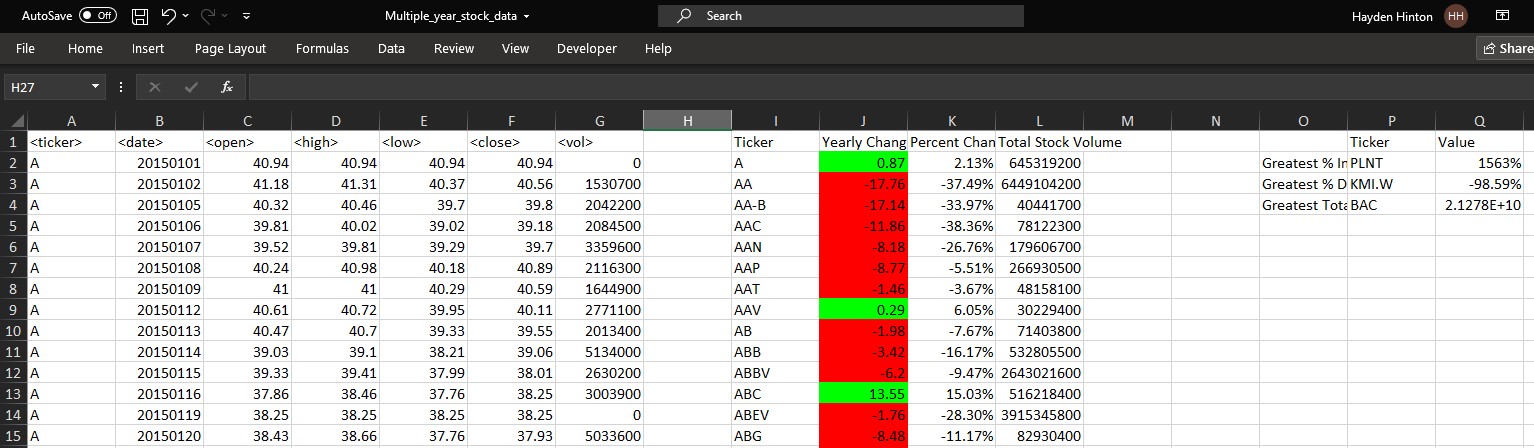 AutoSave Off Multiple_year_stock_data Search Hayden Hinton HH
File Home Insert Page Layout Formulas Data Review View Developer Help Share
H27 fx
A B C D E F G H I J K L M N O P Q
1 <ticker> <date> <open> <high> <low> <close> <vol> Ticker Yearly Chang Percent Chan Total Stock Volume Ticker Value
2 A 20150101 40.94 40.94 40.94 40.94 0 A 0.87 2.13% 645319200 Greatest % In PLNT 1563%
3 A 20150102 41.18 41.31 40.37 40.56 1530700 AA -17.76 -37.49% 6449104200 Greatest % D KMI.W -98.59%
4 A 20150105 40.32 40.46 39.7 39.8 2042200 AA-B -17.14 -33.97% 40441700 Greatest Tota BAC 2.1278E+10
5 A 20150106 39.81 40.02 39.02 39.18 2084500 AAC -11.86 -38.36% 78122300
6 A 20150107 39.52 39.81 39.29 39.7 3359600 AAN -8.18 -26.76% 179606700
7 A 20150108 40.24 40.98 40.18 40.89 2116300 AAP -8.77 -5.51% 266930500
8 A 20150109 41 41 40.29 40.59 1644900 AAT -1.46 -3.67% 48158100
9 A 20150112 40.61 40.72 39.95 40.11 2771100 AAV 0.29 6.05% 30229400
10 A 20150113 40.47 40.7 39.33 39.55 2013400 AB -1.98 -7.67% 71403800
11 A 20150114 39.03 39.1 38.21 39.06 5134000 ABB -3.42 -16.17% 532805500
12 A 20150115 39.33 39.41 37.99 38.01 2630200 ABBV -6.2 -9.47% 2643021600
13 A 20150116 37.86 38.46 37.76 38.25 3003900 ABC 13.55 15.03% 516218400
14 A 20150119 38.25 38.25 38.25 38.25 0 ABEV -1.76 -28.30% 3915345800
15 A 20150120 38.43 38.66 37.76 37.93 5033600 ABG -8.48 -11.17% 82930400